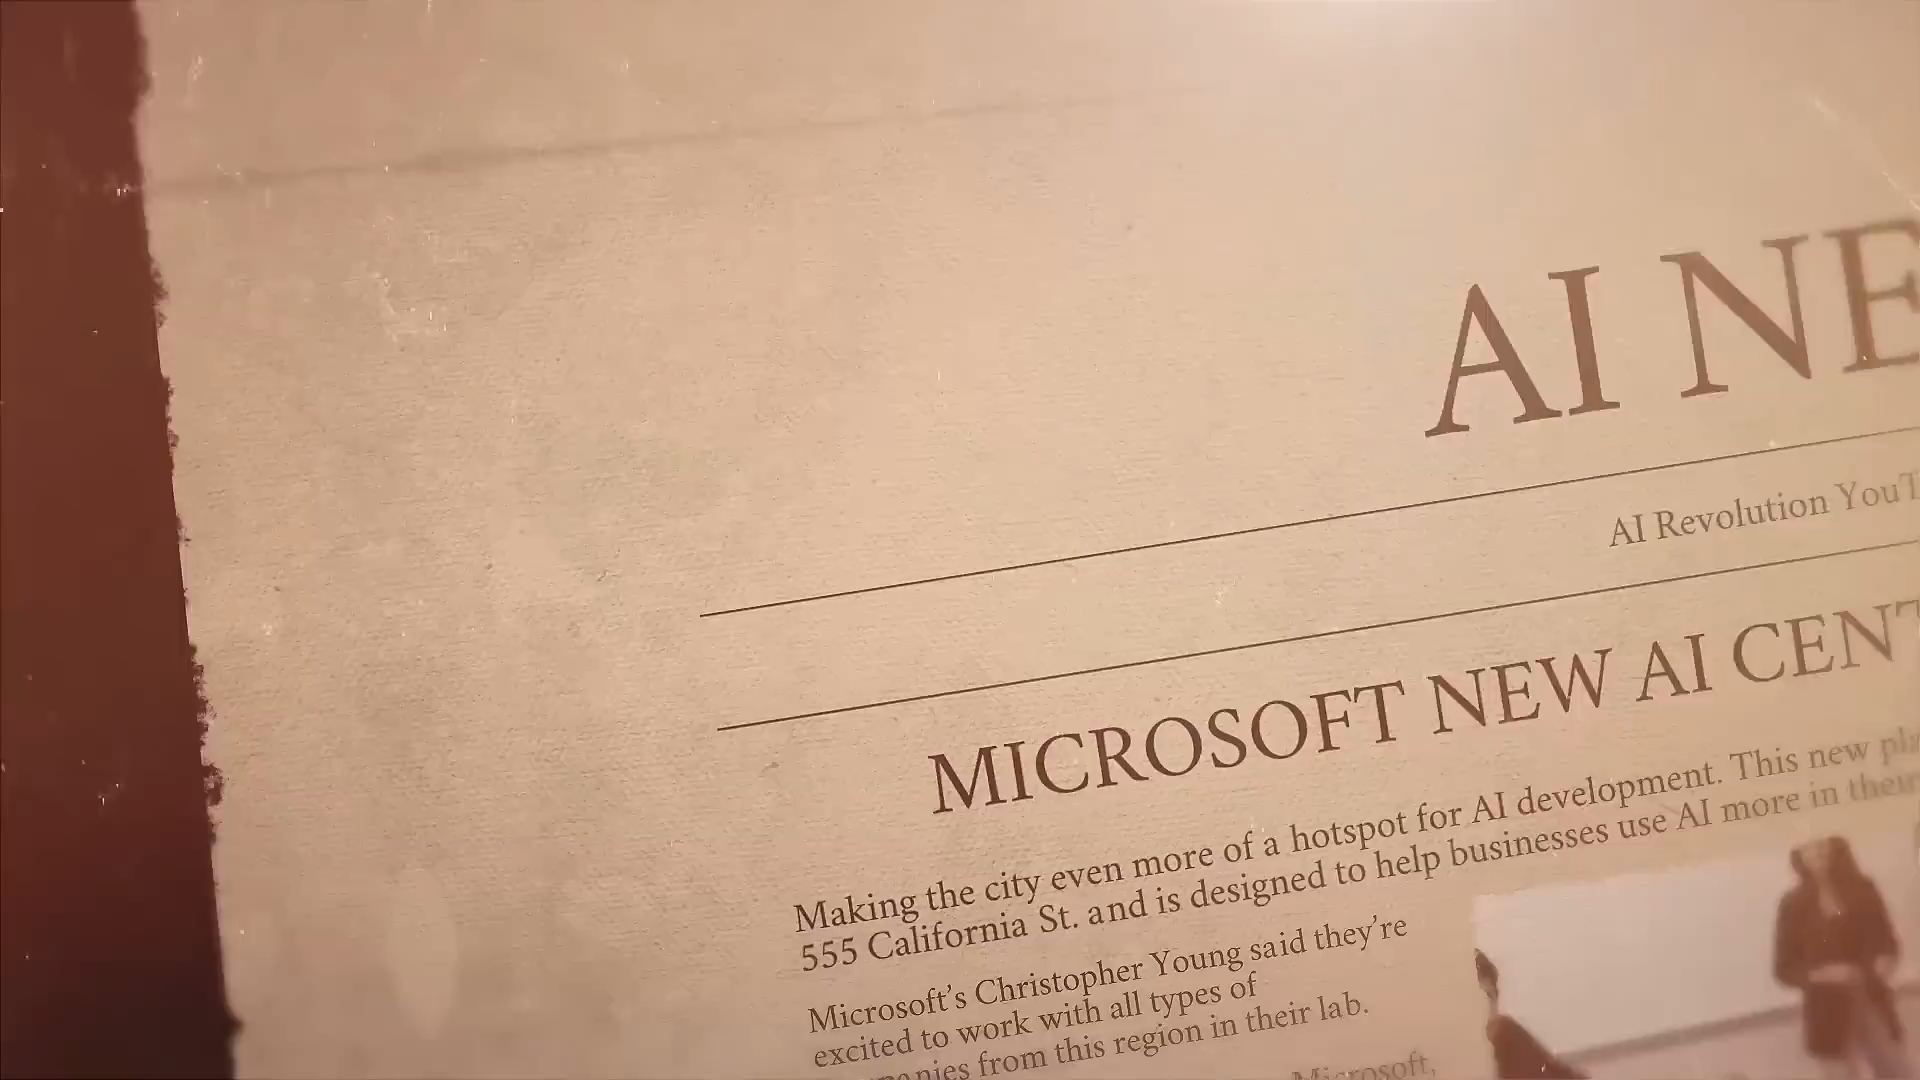 AI NE
AI Revolution YouT
MICROSOFT NEW AI CENT
Making the city even more of a hotspot for AI development. This new pla
555 California St. and is designed to help businesses use AI more in their
Microsoft's Christopher Young said they're
excited to work with all types of
panies from this region in their lab.
Microsoft,